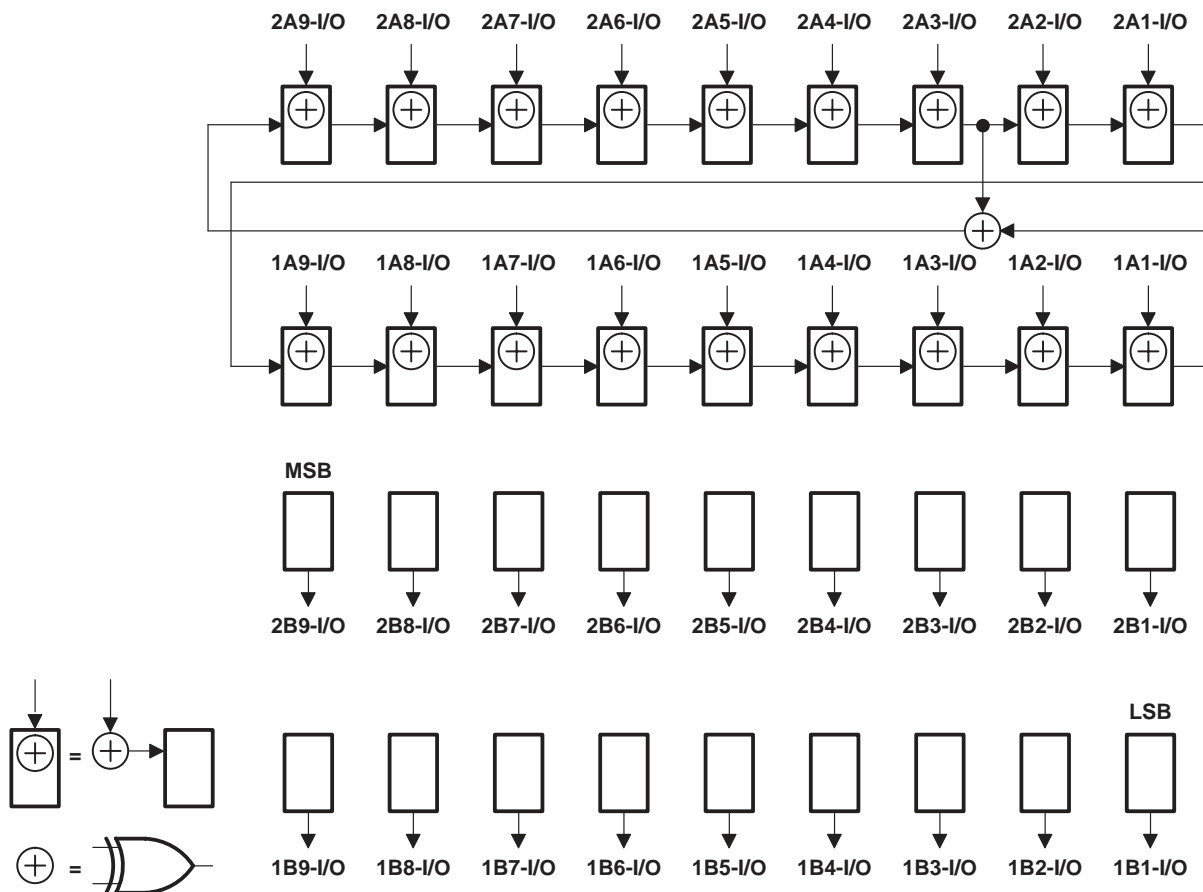 2A9-I/O 2A8-I/O 2A7-I/O 2A6-I/O 2A5-I/O 2A4-I/O 2A3-I/O 2A2-I/O 2A1-I/O
1A9-I/O 1A8-I/O 1A7-I/O 1A6-I/O 1A5-I/O 1A4-I/O 1A3-I/O 1A2-I/O 1A1-I/O
MSB
2B9-I/O 2B8-I/O 2B7-I/O 2B6-I/O 2B5-I/O 2B4-I/O 2B3-I/O 2B2-I/O 2B1-I/O
LSB
=
=
1B9-I/O 1B8-I/O 1B7-I/O 1B6-I/O 1B5-I/O 1B4-I/O 1B3-I/O 1B2-I/O 1B1-I/O